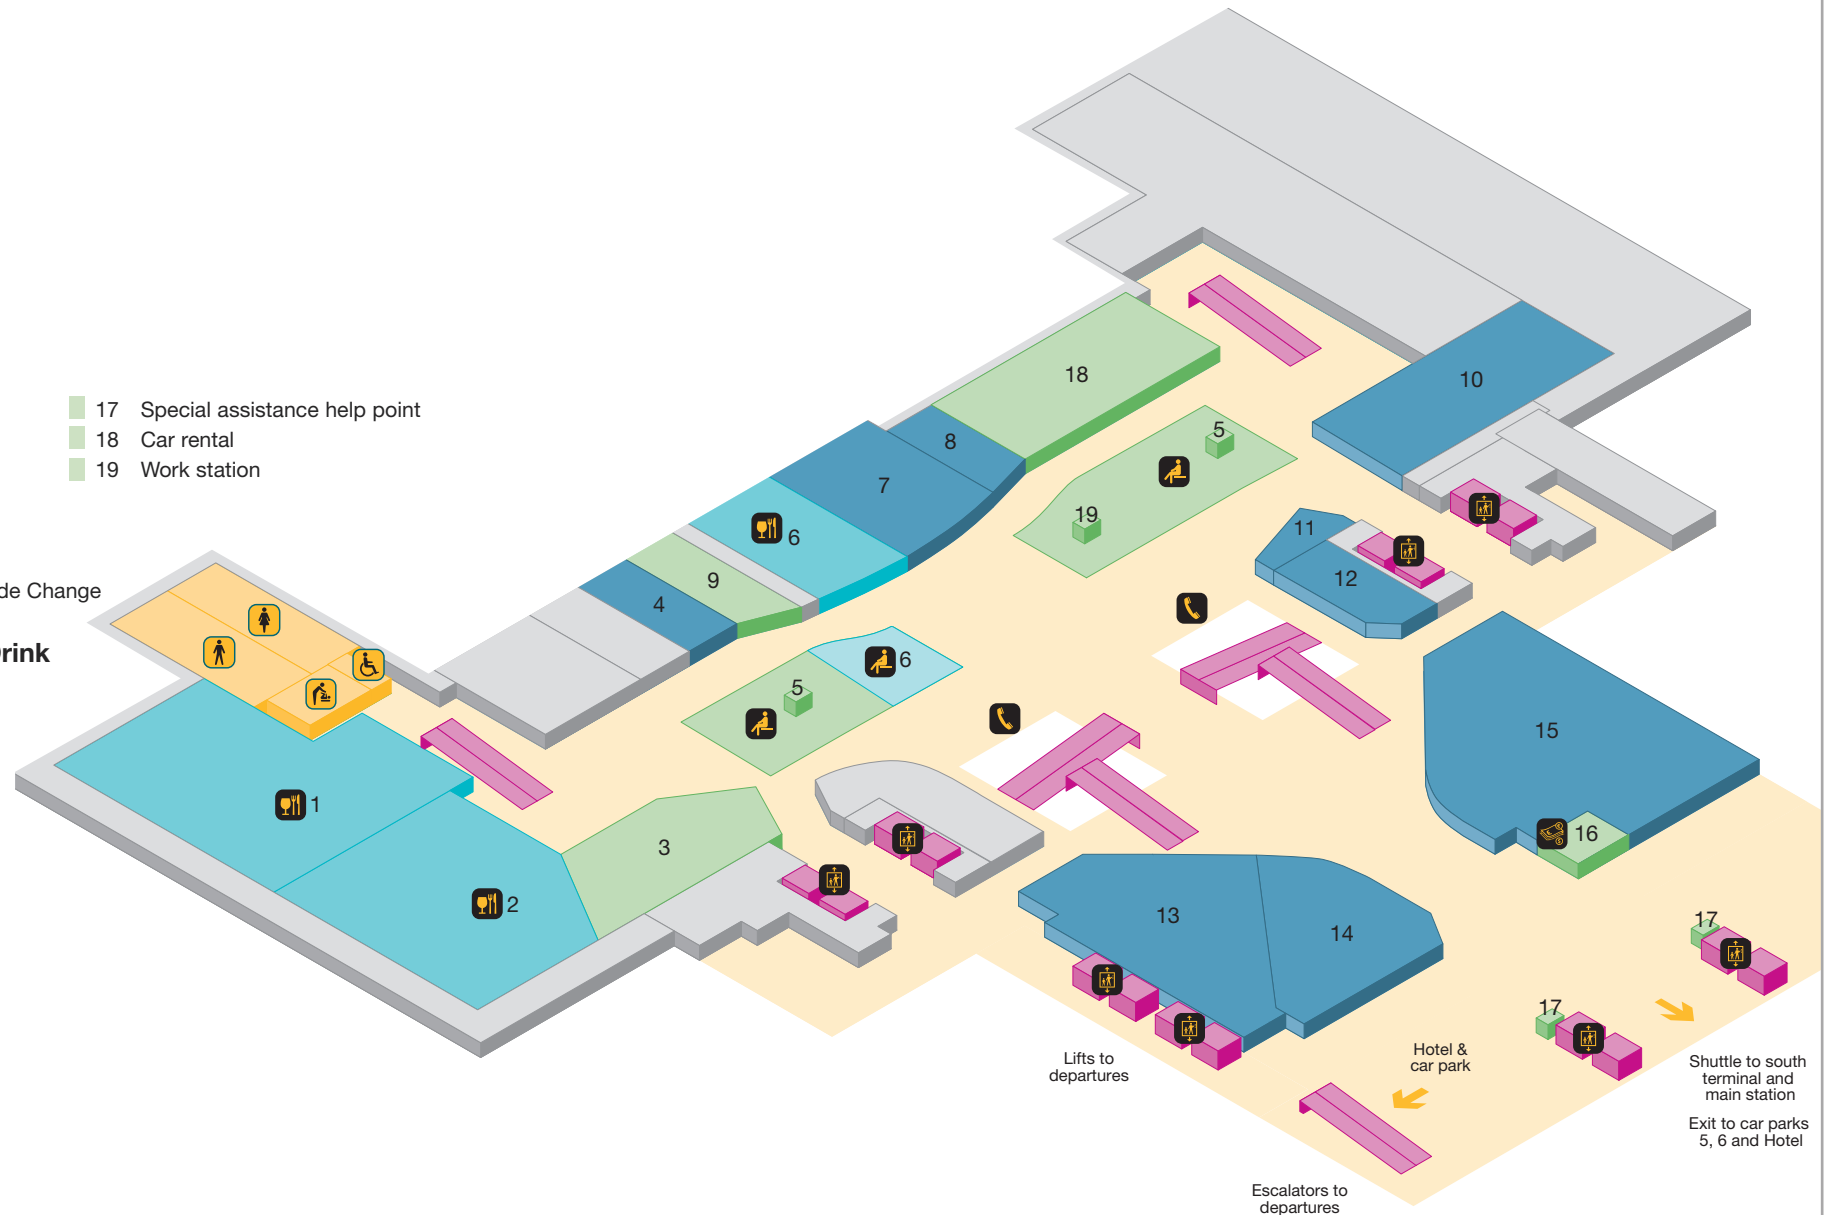 17 Special assistance help point
18 Car rental
19 Work station
de Change
Drink
18
10
8
5
7
19
6
11
9
12
4
6
5
15
1
3
16
2
13
14
17
17
Lifts to
departures
Hotel &
car park
Shuttle to south
terminal and
main station
Exit to car parks
5, 6 and Hotel
Escalators to
departures